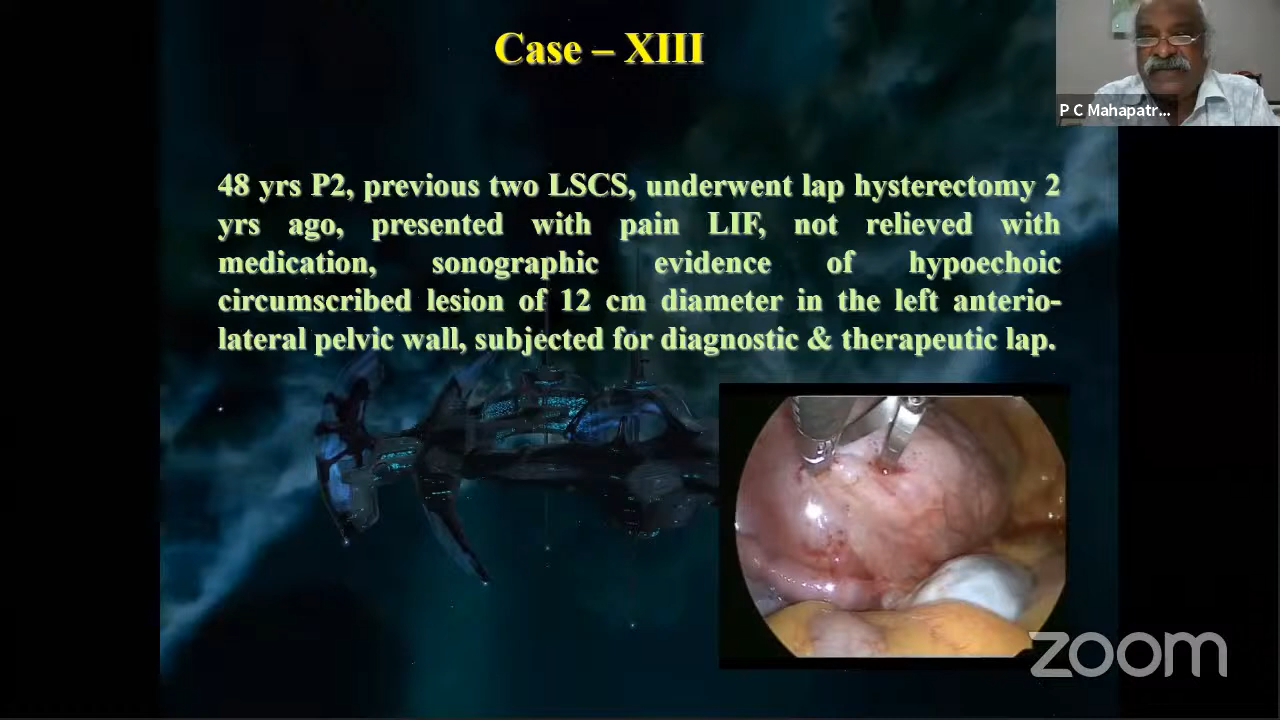 Case – XIII
P C Mahapatr...
48 yrs P2, previous two LSCS, underwent lap hysterectomy 2
yrs ago, presented with pain LIF, not relieved with
medication, sonographic evidence of hypoechoic
circumscribed lesion of 12 cm diameter in the left anterio-
lateral pelvic wall, subjected for diagnostic & therapeutic lap.
zoom